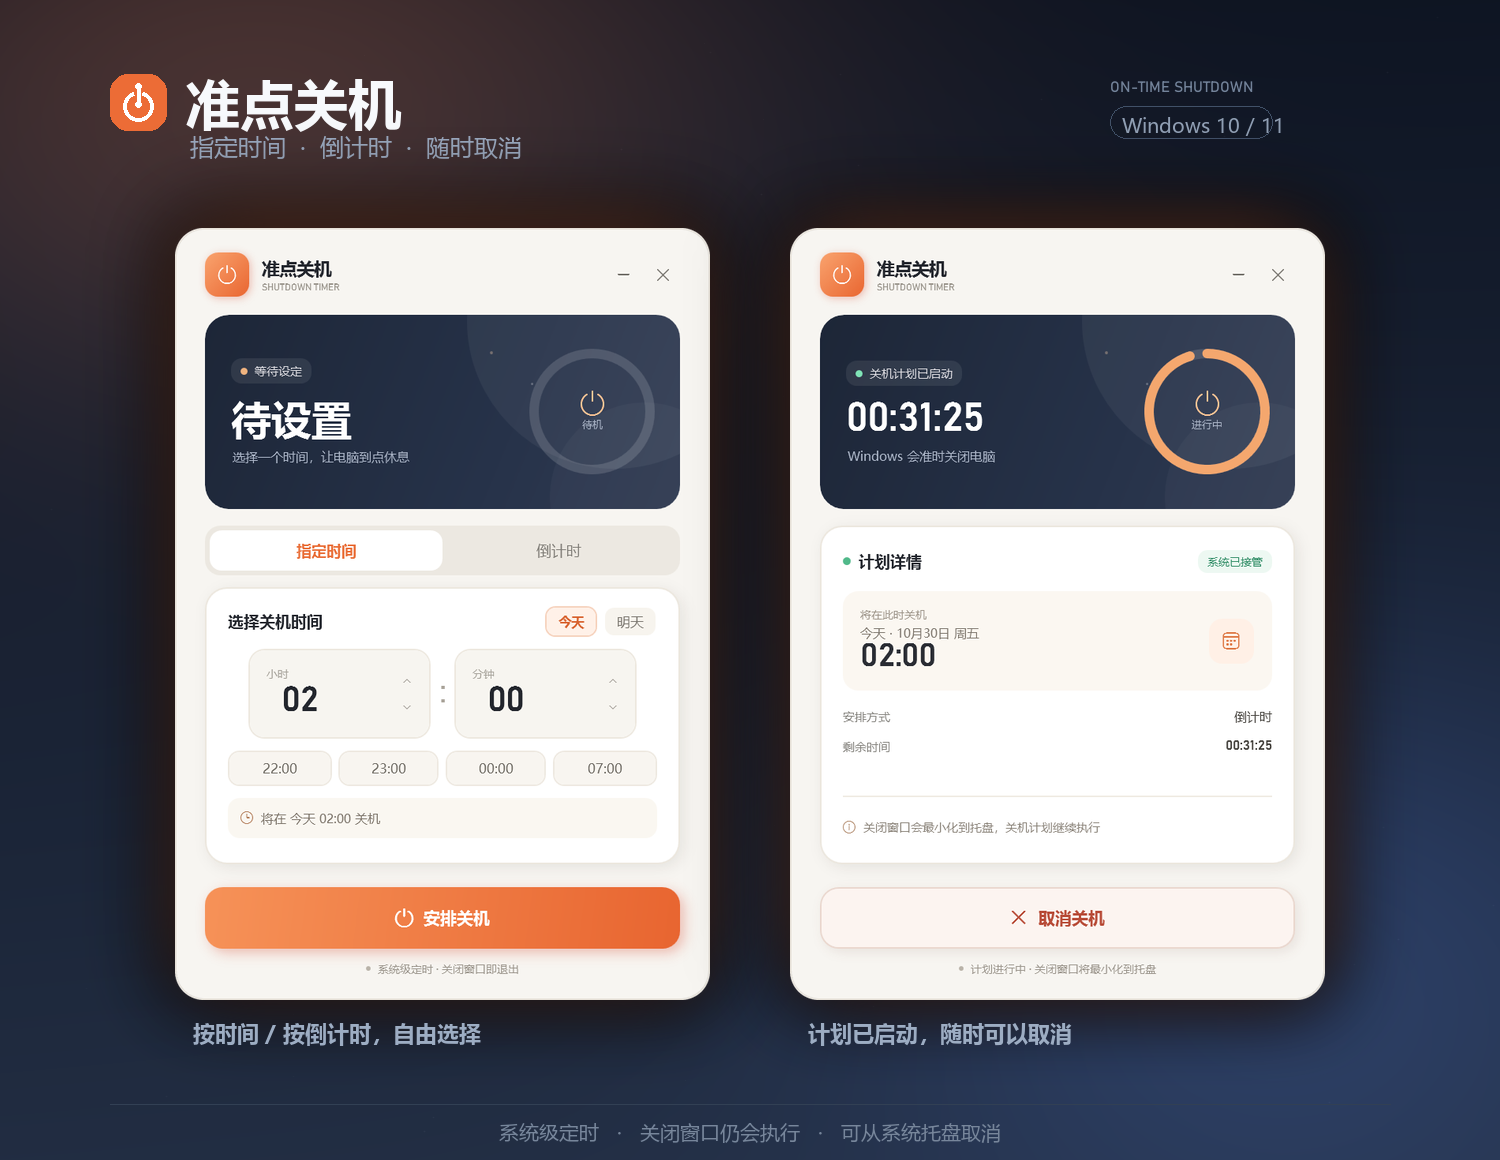 准点关机
指定时间 · 倒计时 · 随时取消
ON-TIME SHUTDOWN
Windows 10 / 11
准点关机
SHUTDOWN TIMER
等待设定
待设置
选择一个时间，让电脑到点休息
待机
指定时间
倒计时
选择关机时间
今天
明天
小时
02
:
分钟
00
22:00
23:00
00:00
07:00
将在 今天 02:00 关机
安排关机
系统级定时 · 关闭窗口即退出
按时间 / 按倒计时，自由选择
准点关机
SHUTDOWN TIMER
关机计划已启动
00:31:25
Windows 会准时关闭电脑
进行中
计划详情
系统已接管
将在此时关机
今天 · 10月30日 周五
02:00
安排方式
倒计时
剩余时间
00:31:25
关闭窗口会最小化到托盘，关机计划继续执行
取消关机
计划进行中 · 关闭窗口将最小化到托盘
计划已启动，随时可以取消
系统级定时 · 关闭窗口仍会执行 · 可从系统托盘取消